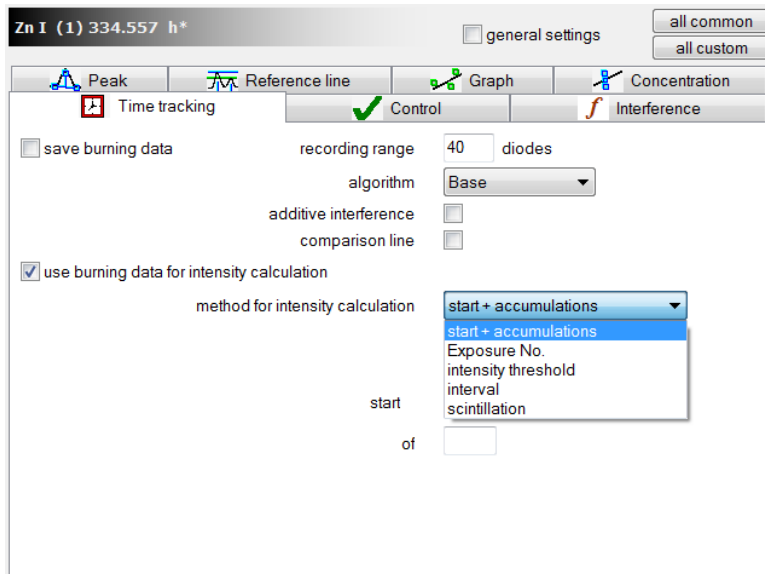 Zn I (1) 334.557 h*
general settings
all common
all custom
Peak
Reference line
Graph
Concentration
Time tracking
Control
Interference
save burning data
recording range 40 diodes
algorithm Base
additive interference
comparison line
use burning data for intensity calculation
method for intensity calculation start + accumulations
start + accumulations
Exposure No.
intensity threshold
interval
start
scintillation
of